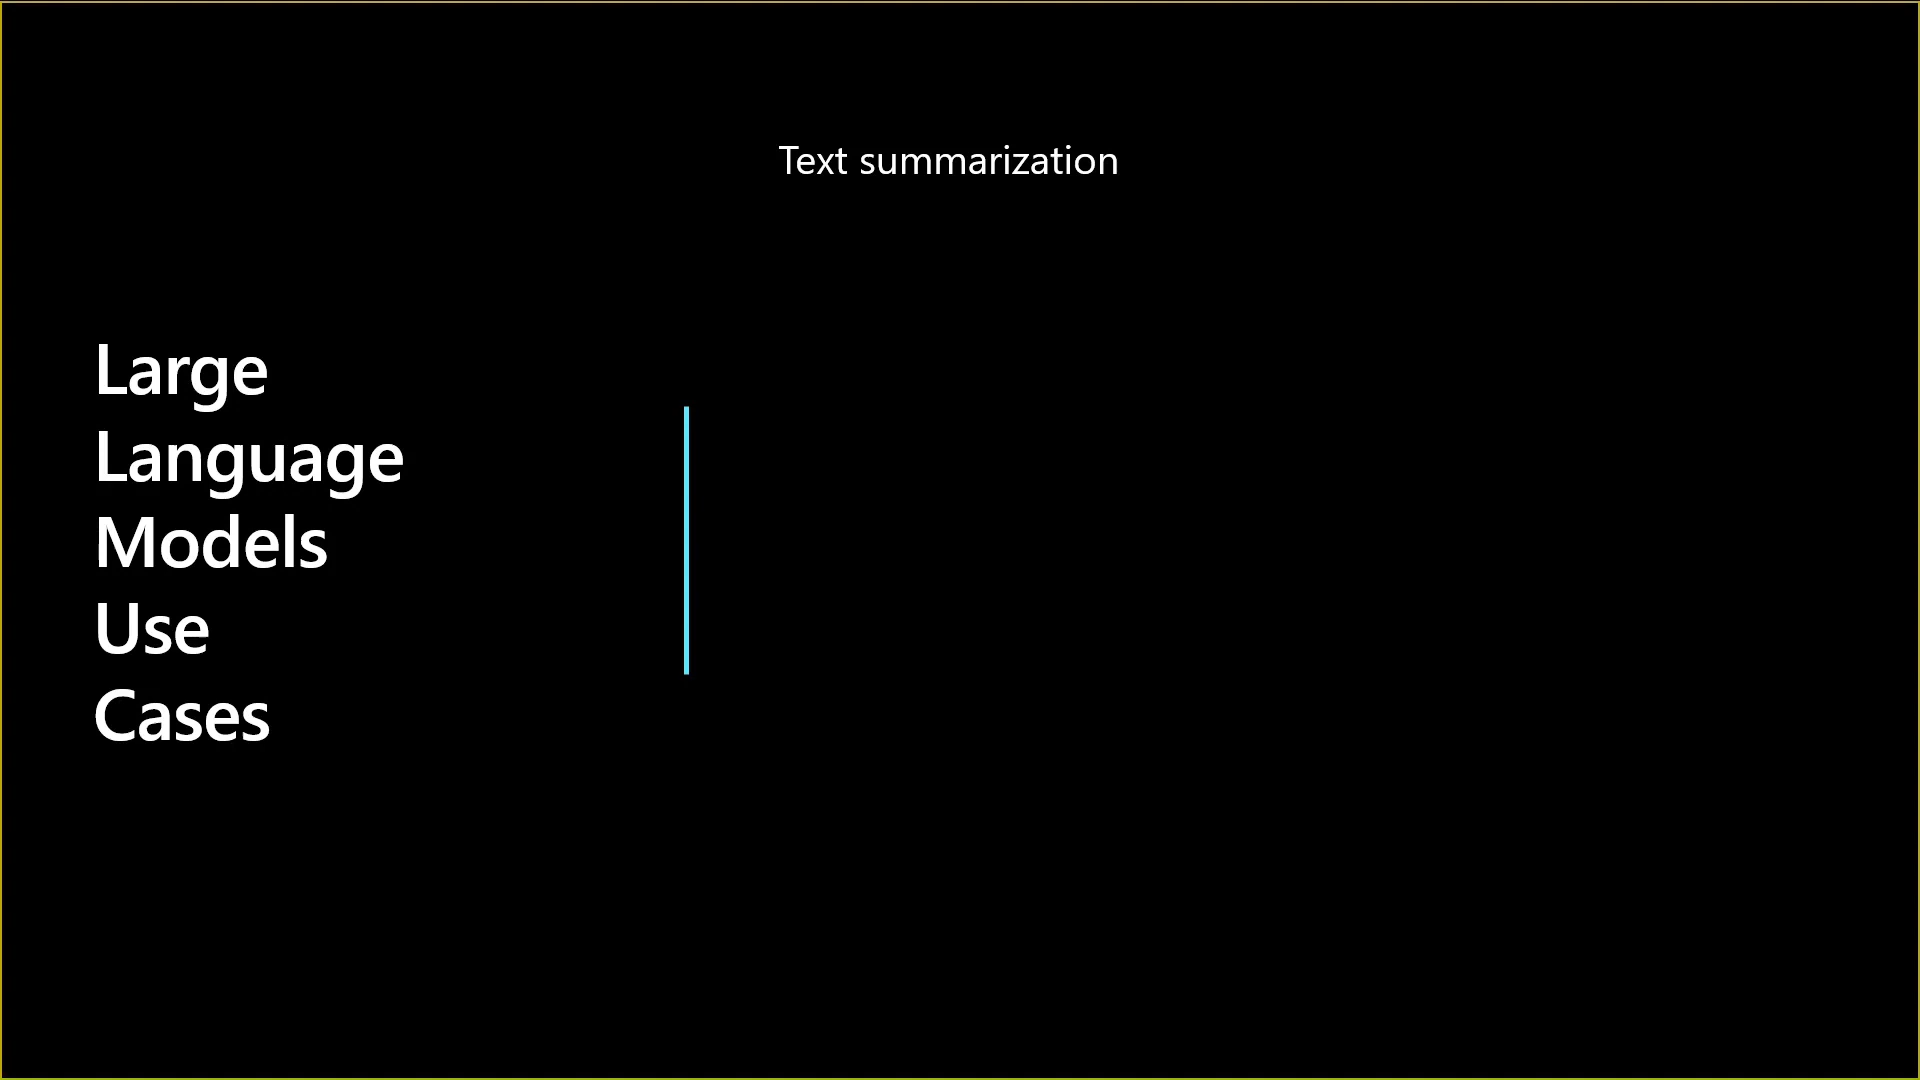 Text summarization
Large
Language
Models
Use
Cases